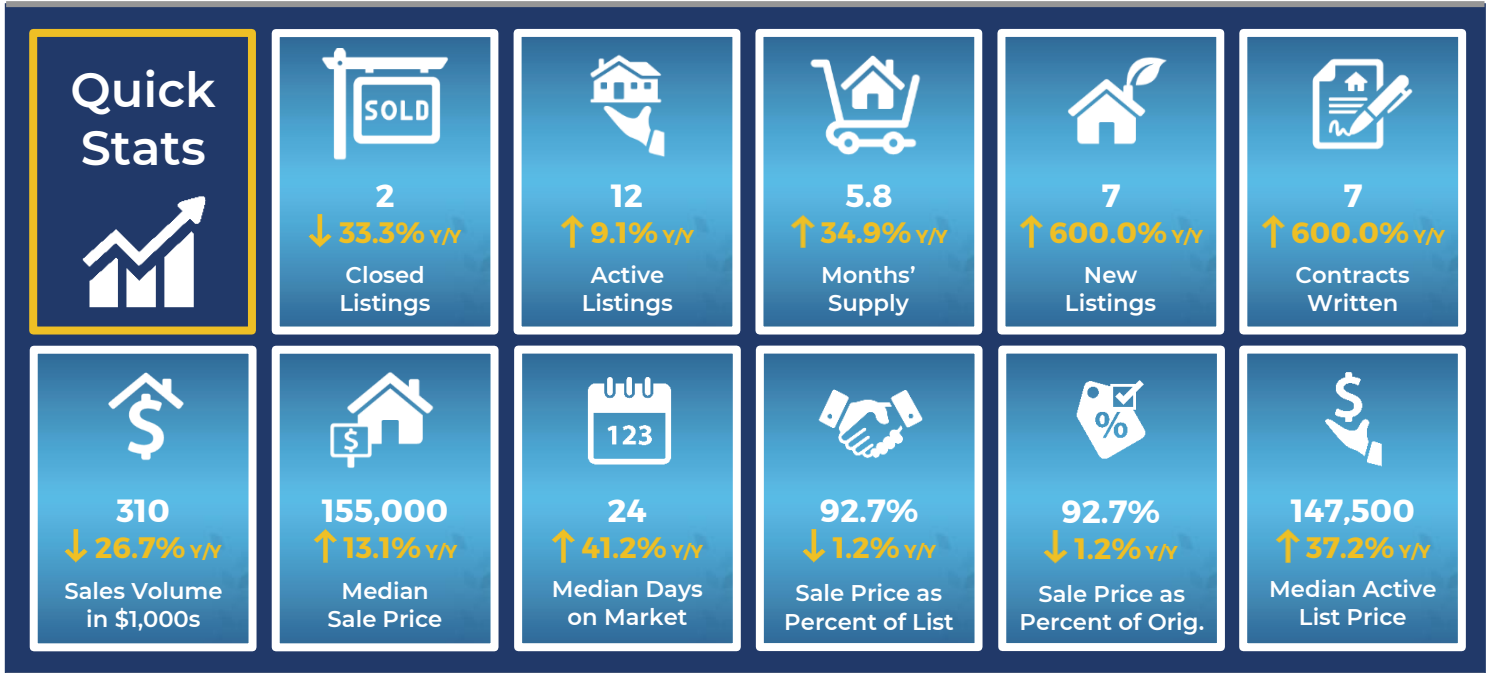 Quick
Stats
SOLD
2
↓ 33.3% Y/Y
Closed
Listings
12
↑ 9.1% Y/Y
Active
Listings
5.8
↑ 34.9% Y/Y
Months’
Supply
7
↑ 600.0% Y/Y
New
Listings
7
↑ 600.0% Y/Y
Contracts
Written
$
310
↓ 26.7% Y/Y
Sales Volume
in $1,000s
$
155,000
↑ 13.1% Y/Y
Median
Sale Price
123
24
↑ 41.2% Y/Y
Median Days
on Market
92.7%
↓ 1.2% Y/Y
Sale Price as
Percent of List
%
92.7%
↓ 1.2% Y/Y
Sale Price as
Percent of Orig.
$
147,500
↑ 37.2% Y/Y
Median Active
List Price